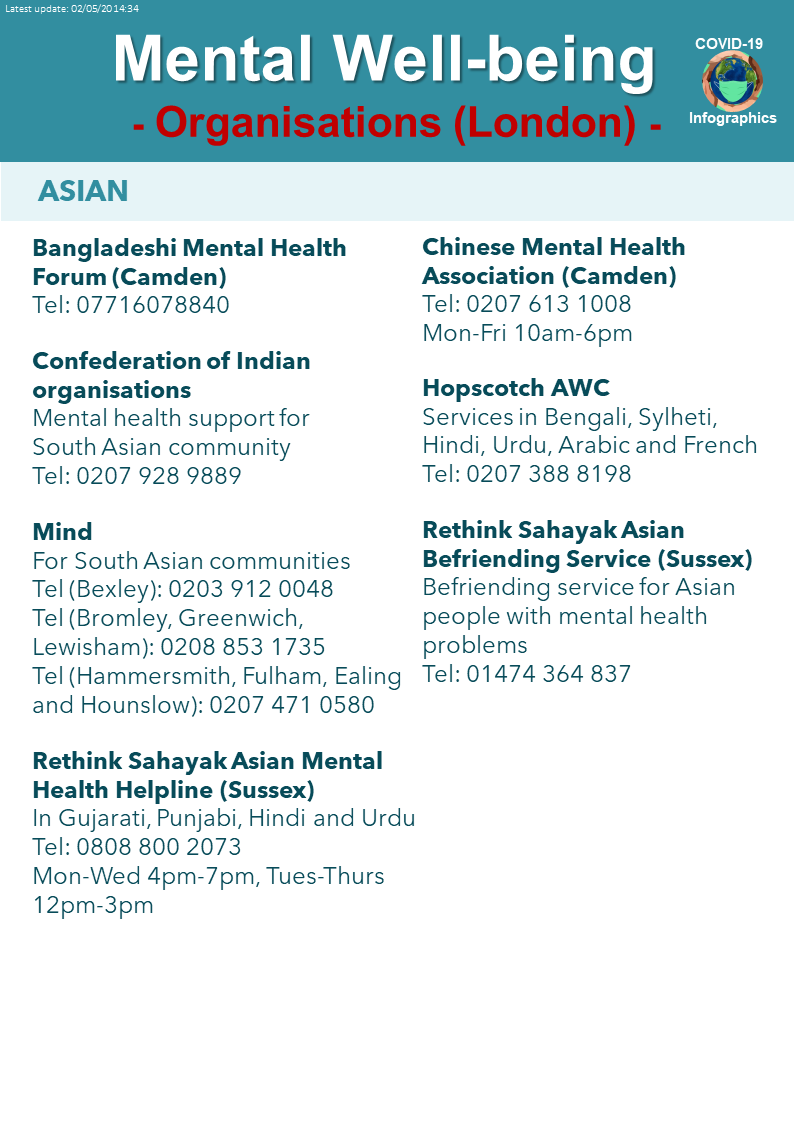 Latest update: 02/05/2014:34
Mental Well-being
- Organisations (London) -
COVID-19
Infographics
ASIAN
Bangladeshi Mental Health
Forum (Camden)
Tel: 07716078840
Confederation of Indian
organisations
Mental health support for
South Asian community
Tel: 0207 928 9889
Mind
For South Asian communities
Tel (Bexley): 0203 912 0048
Tel (Bromley, Greenwich,
Lewisham): 0208 853 1735
Tel (Hammersmith, Fulham, Ealing
and Hounslow): 0207 471 0580
Rethink Sahayak Asian Mental
Health Helpline (Sussex)
In Gujarati, Punjabi, Hindi and Urdu
Tel: 0808 800 2073
Mon-Wed 4pm-7pm, Tues-Thurs
12pm-3pm
Chinese Mental Health
Association (Camden)
Tel: 0207 613 1008
Mon-Fri 10am-6pm
Hopscotch AWC
Services in Bengali, Sylheti,
Hindi, Urdu, Arabic and French
Tel: 0207 388 8198
Rethink Sahayak Asian
Befriending Service (Sussex)
Befriending service for Asian
people with mental health
problems
Tel: 01474 364 837